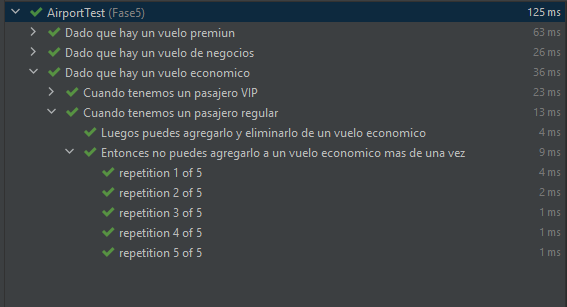 AirportTest (Fase5) 125 ms
Dado que hay un vuelo premiun 63 ms
Dado que hay un vuelo de negocios 26 ms
Dado que hay un vuelo economico 36 ms
Cuando tenemos un pasajero VIP 23 ms
Cuando tenemos un pasajero regular 13 ms
Luegos puedes agregarlo y eliminarlo de un vuelo economico 4 ms
Entonces no puedes agregarlo a un vuelo economico mas de una vez 9 ms
repetition 1 of 5 4 ms
repetition 2 of 5 2 ms
repetition 3 of 5 1 ms
repetition 4 of 5 1 ms
repetition 5 of 5 1 ms